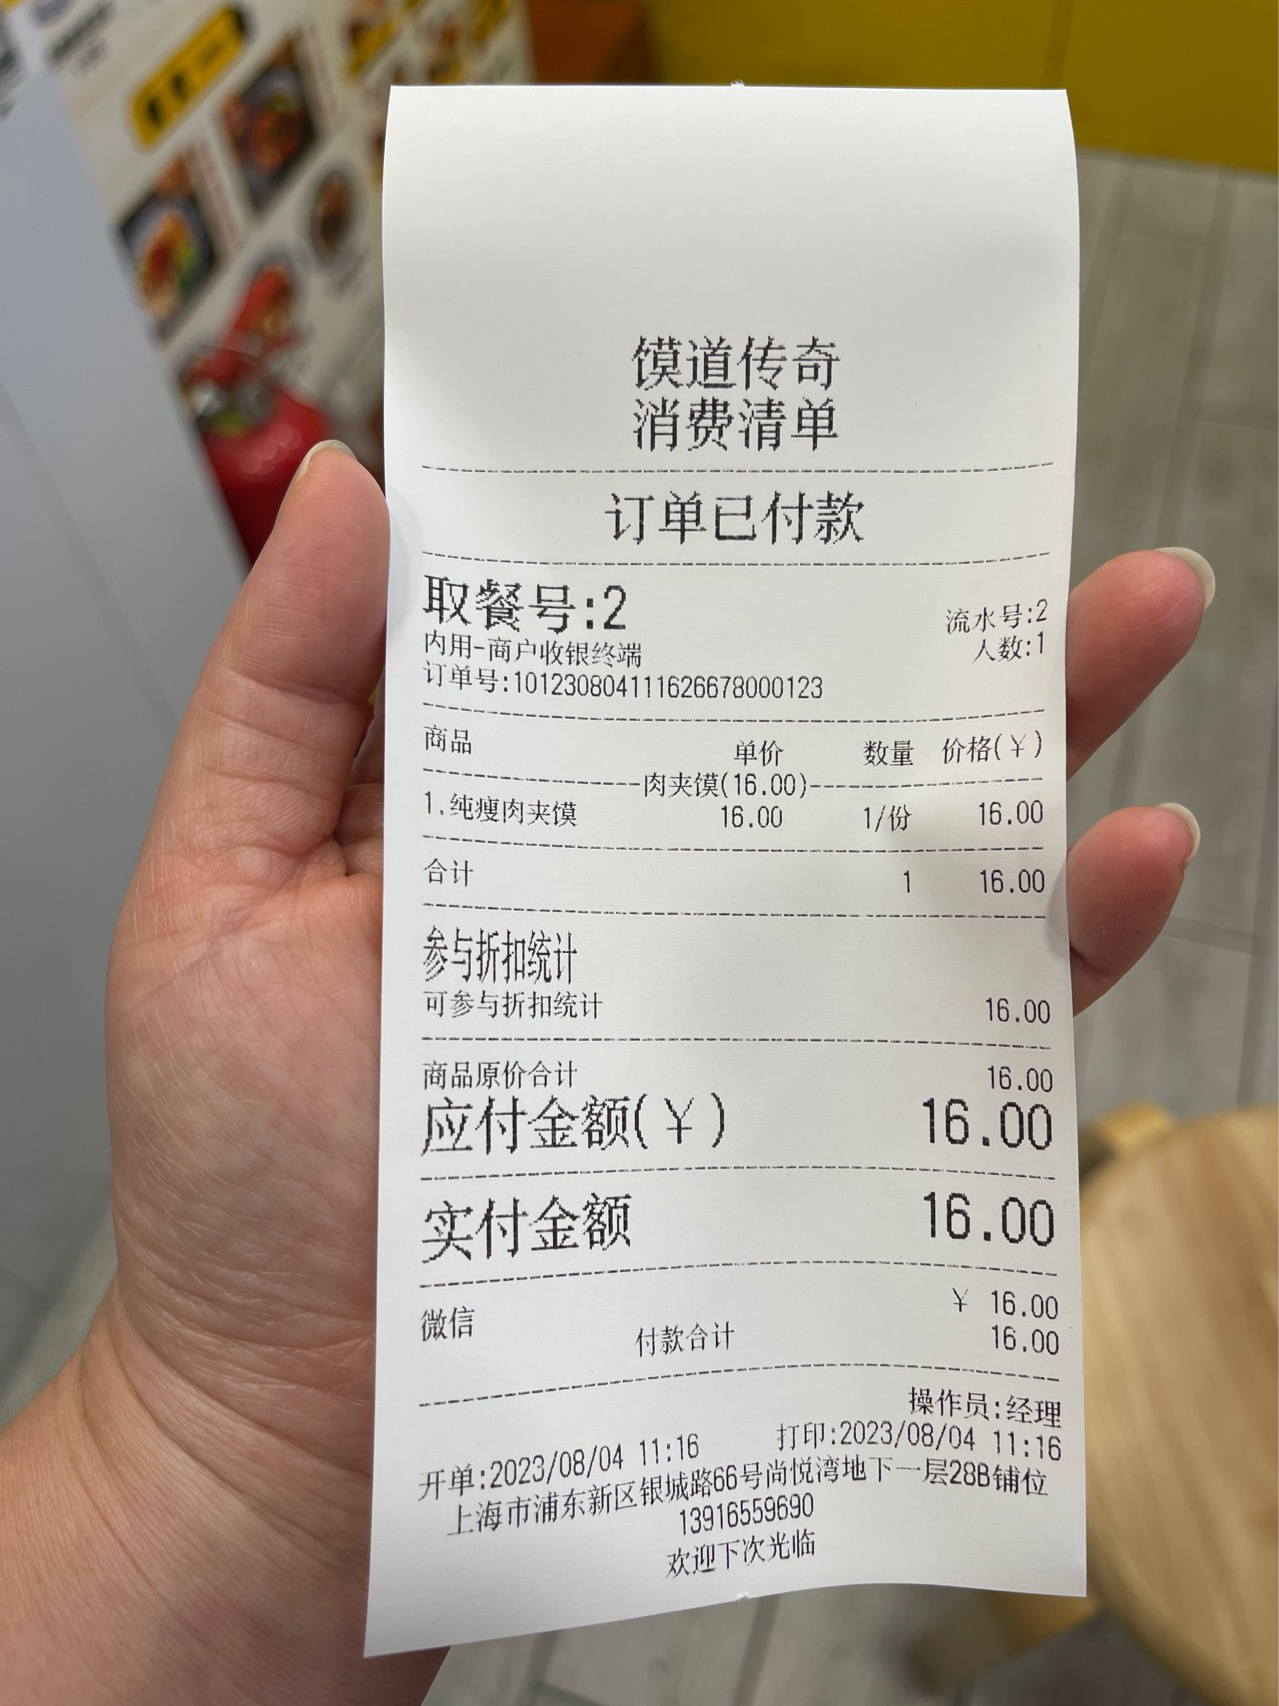 馍道传奇
消费清单
订单已付款
取餐号:2
流水号:2
内用-商户收银终端
人数:1
订单号:1012308041111626678000123
商品 单价 数量 价格(¥)
肉夹馍(16.00)
1.纯瘦肉夹馍 16.00 1/份 16.00
合计 1 16.00
参与折扣统计
可参与折扣统计 16.00
商品原价合计 16.00
应付金额(¥) 16.00
实付金额 16.00
微信 ¥ 16.00
付款合计 16.00
操作员:经理
开单:2023/08/04 11:16 打印:2023/08/04 11:16
上海市浦东新区银城路66号尚悦湾地下一层28B铺位
13916559690
欢迎下次光临